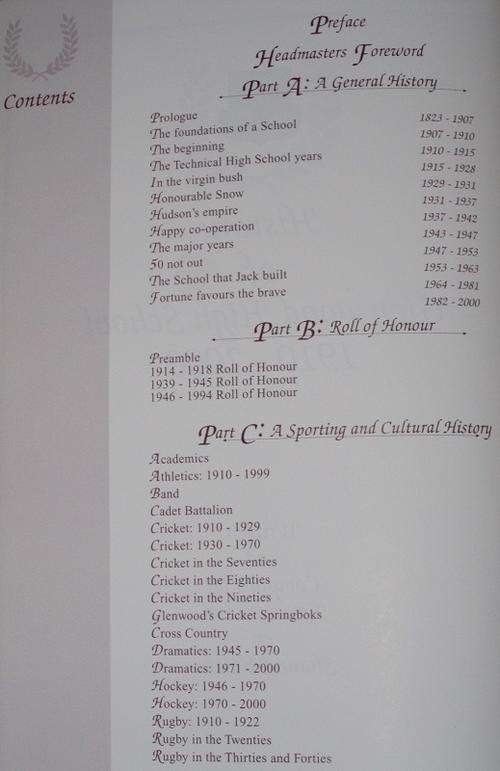 Contents
Preface
Headmasters Foreword
Part A: A General History
Prologue 1823 - 1907
The foundations of a School 1907 - 1910
The beginning 1910 - 1915
The Technical High School years 1915 - 1928
In the virgin bush 1929 - 1931
Honourable Snow 1931 - 1937
Hudson's empire 1937 - 1942
Happy co-operation 1943 - 1947
The major years 1947 - 1953
50 not out 1953 - 1963
The School that Jack built 1964 - 1981
Fortune favours the brave 1982 - 2000
Part B: Roll of Honour
Preamble
1914 - 1918 Roll of Honour
1939 - 1945 Roll of Honour
1946 - 1994 Roll of Honour
Part C: A Sporting and Cultural History
Academics
Athletics: 1910 - 1999
Band
Cadet Battalion
Cricket: 1910 - 1929
Cricket: 1930 - 1970
Cricket in the Seventies
Cricket in the Eighties
Cricket in the Nineties
Glenwood's Cricket Springboks
Cross Country
Dramatics: 1945 - 1970
Dramatics: 1971 - 2000
Hockey: 1946 - 1970
Hockey: 1970 - 2000
Rugby: 1910 - 1922
Rugby in the Twenties
Rugby in the Thirties and Forties